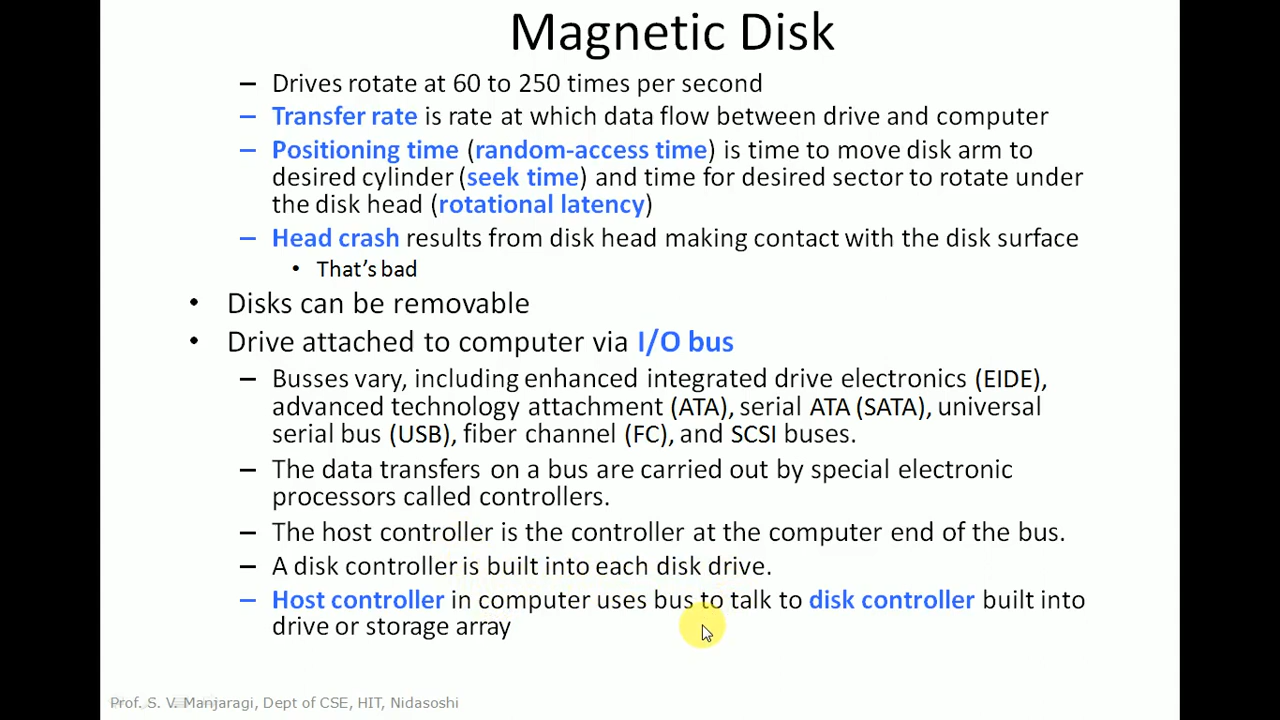 Magnetic Disk
– Drives rotate at 60 to 250 times per second
– Transfer rate is rate at which data flow between drive and computer
– Positioning time (random-access time) is time to move disk arm to
desired cylinder (seek time) and time for desired sector to rotate under
the disk head (rotational latency)
– Head crash results from disk head making contact with the disk surface
• That’s bad
• Disks can be removable
• Drive attached to computer via I/O bus
– Busses vary, including enhanced integrated drive electronics (EIDE),
advanced technology attachment (ATA), serial ATA (SATA), universal
serial bus (USB), fiber channel (FC), and SCSI buses.
– The data transfers on a bus are carried out by special electronic
processors called controllers.
– The host controller is the controller at the computer end of the bus.
– A disk controller is built into each disk drive.
– Host controller in computer uses bus to talk to disk controller built into
drive or storage array
Prof. S. V. Manjaragi, Dept of CSE, HIT, Nidasoshi